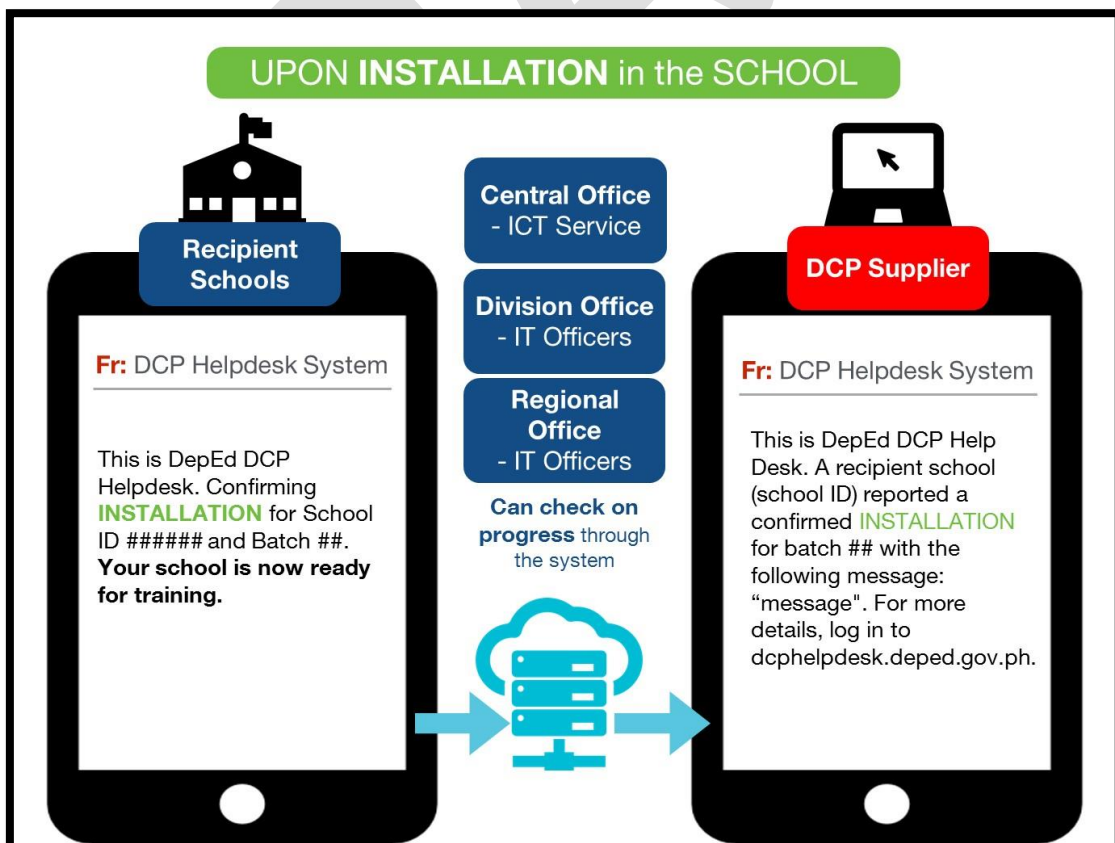 UPON INSTALLATION in the SCHOOL
Recipient
Schools
Fr: DCP Helpdesk System
This is DepEd DCP
Helpdesk. Confirming
INSTALLATION for School
ID ###### and Batch ##.
Your school is now ready
for training.
Central Office
- ICT Service
Division Office
- IT Officers
Regional
Office
- IT Officers
Can check on
progress through
the system
DCP Supplier
Fr: DCP Helpdesk System
This is DepEd DCP Help
Desk. A recipient school
(school ID) reported a
confirmed INSTALLATION
for batch ## with the
following message:
“message". For more
details, log in to
dcphelpdesk.deped.gov.ph.